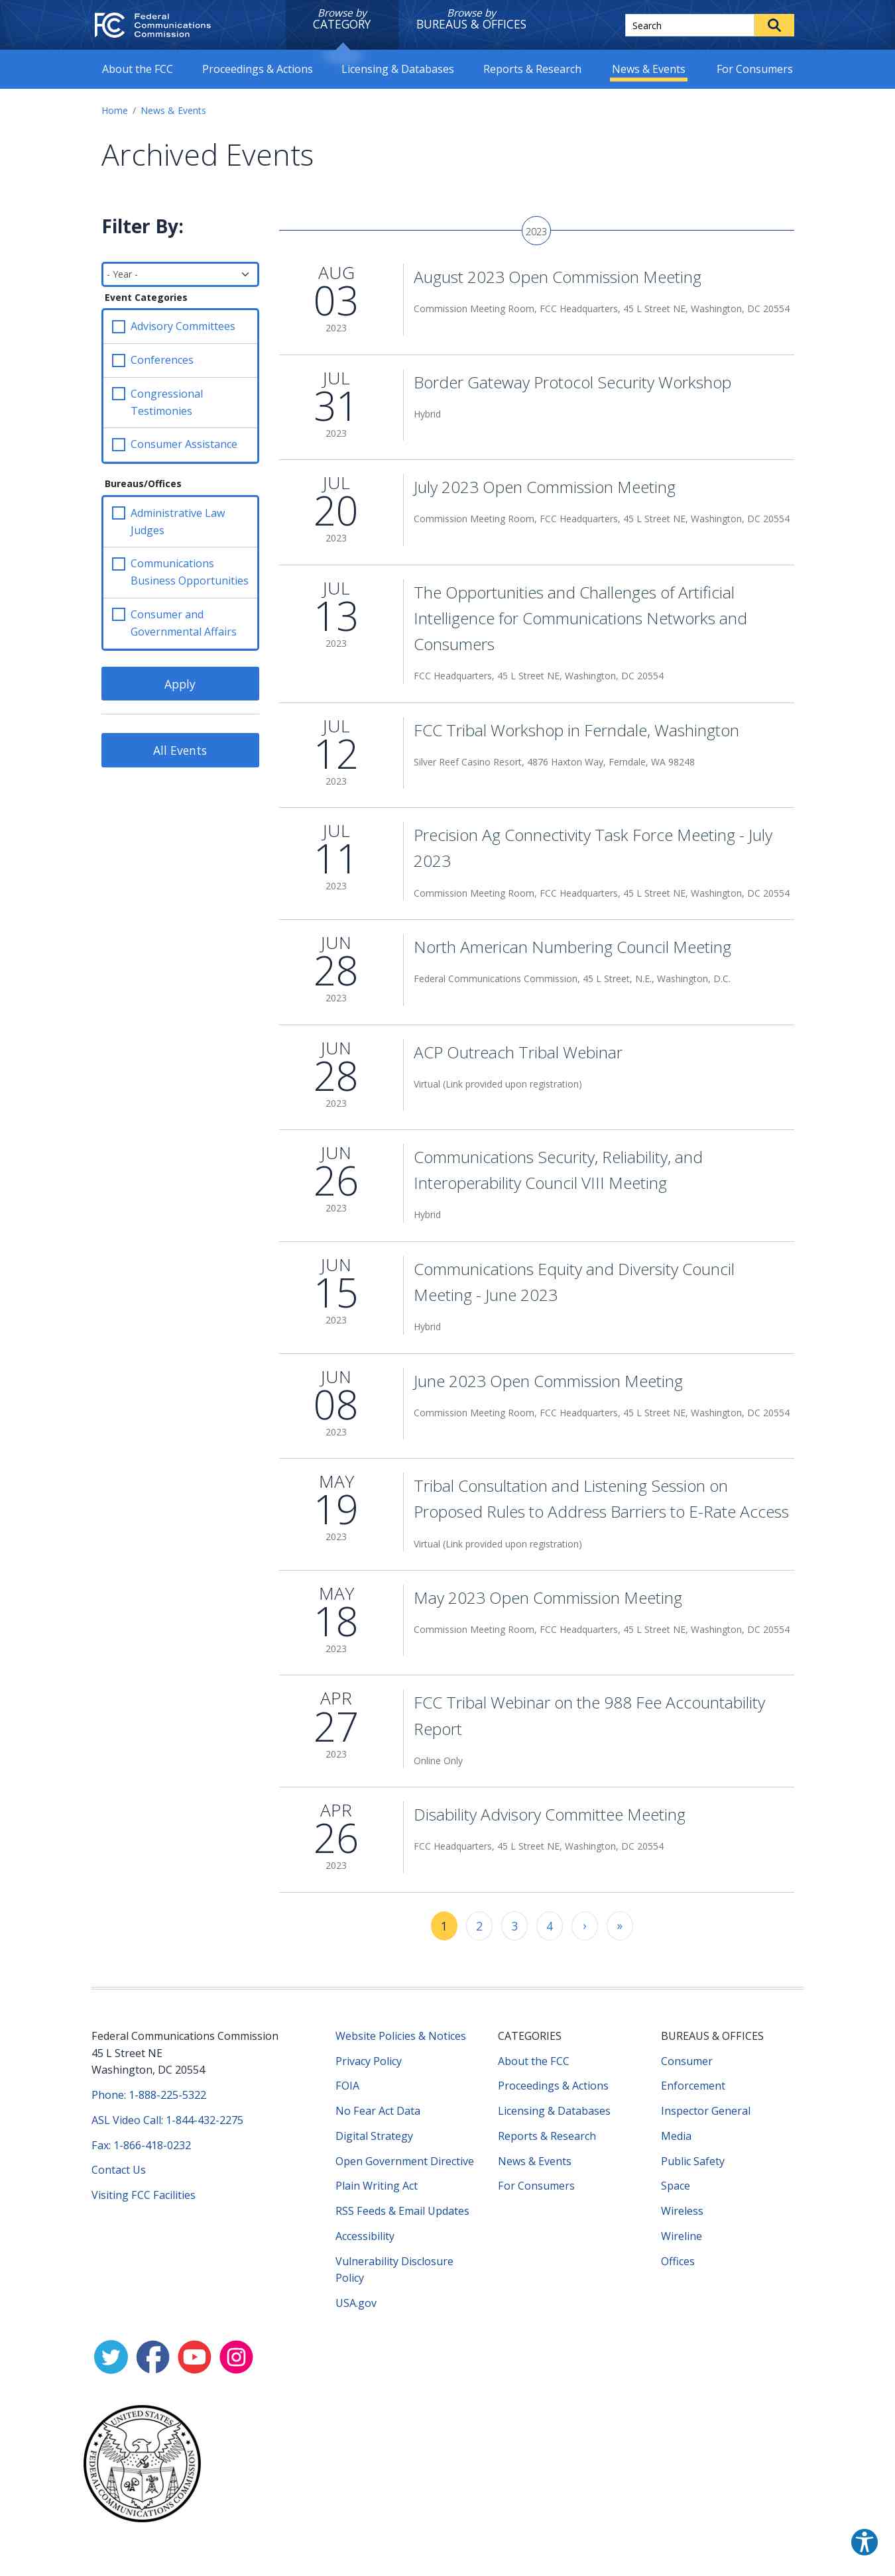 Federal
Communications
Commission
Browse by
CATEGORY
Browse by
BUREAUS & OFFICES
Search
About the FCC
Proceedings & Actions
Licensing & Databases
Reports & Research
News & Events
For Consumers
Home / News & Events
Archived Events
Filter By:
- Year -
Event Categories
Advisory Committees
Conferences
Congressional
Testimonies
Consumer Assistance
Bureaus/Offices
Administrative Law
Judges
Communications
Business Opportunities
Consumer and
Governmental Affairs
Apply
All Events
2023
AUG
03
2023
August 2023 Open Commission Meeting
Commission Meeting Room, FCC Headquarters, 45 L Street NE, Washington, DC 20554
JUL
31
2023
Border Gateway Protocol Security Workshop
Hybrid
JUL
20
2023
July 2023 Open Commission Meeting
Commission Meeting Room, FCC Headquarters, 45 L Street NE, Washington, DC 20554
JUL
13
2023
The Opportunities and Challenges of Artificial
Intelligence for Communications Networks and
Consumers
FCC Headquarters, 45 L Street NE, Washington, DC 20554
JUL
12
2023
FCC Tribal Workshop in Ferndale, Washington
Silver Reef Casino Resort, 4876 Haxton Way, Ferndale, WA 98248
JUL
11
2023
Precision Ag Connectivity Task Force Meeting - July
2023
Commission Meeting Room, FCC Headquarters, 45 L Street NE, Washington, DC 20554
JUN
28
2023
North American Numbering Council Meeting
Federal Communications Commission, 45 L Street, N.E., Washington, D.C.
JUN
28
2023
ACP Outreach Tribal Webinar
Virtual (Link provided upon registration)
JUN
26
2023
Communications Security, Reliability, and
Interoperability Council VIII Meeting
Hybrid
JUN
15
2023
Communications Equity and Diversity Council
Meeting - June 2023
Hybrid
JUN
08
2023
June 2023 Open Commission Meeting
Commission Meeting Room, FCC Headquarters, 45 L Street NE, Washington, DC 20554
MAY
19
2023
Tribal Consultation and Listening Session on
Proposed Rules to Address Barriers to E-Rate Access
Virtual (Link provided upon registration)
MAY
18
2023
May 2023 Open Commission Meeting
Commission Meeting Room, FCC Headquarters, 45 L Street NE, Washington, DC 20554
APR
27
2023
FCC Tribal Webinar on the 988 Fee Accountability
Report
Online Only
APR
26
2023
Disability Advisory Committee Meeting
FCC Headquarters, 45 L Street NE, Washington, DC 20554
1 2 3 4 › »
Federal Communications Commission
45 L Street NE
Washington, DC 20554
Phone: 1-888-225-5322
ASL Video Call: 1-844-432-2275
Fax: 1-866-418-0232
Contact Us
Visiting FCC Facilities
Website Policies & Notices
Privacy Policy
FOIA
No Fear Act Data
Digital Strategy
Open Government Directive
Plain Writing Act
RSS Feeds & Email Updates
Accessibility
Vulnerability Disclosure
Policy
USA.gov
CATEGORIES
About the FCC
Proceedings & Actions
Licensing & Databases
Reports & Research
News & Events
For Consumers
BUREAUS & OFFICES
Consumer
Enforcement
Inspector General
Media
Public Safety
Space
Wireless
Wireline
Offices
UNITED STATES
FEDERAL COMMUNICATIONS COMMISSION